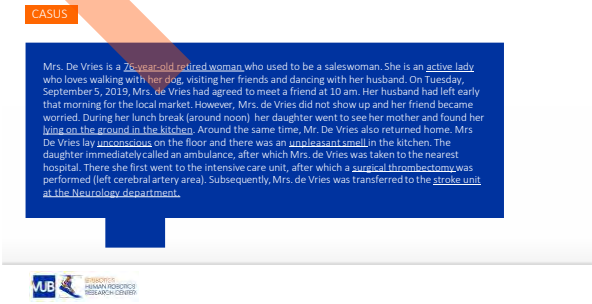 CASUS
Mrs. De Vries is a 76-year-old retired woman who used to be a saleswoman. She is an active lady
who loves walking with her dog, visiting her friends and dancing with her husband. On Tuesday,
September 5, 2019, Mrs. de Vries had agreed to meet a friend at 10 am. Her husband had left early
that morning for the local market. However, Mrs. de Vries did not show up and her friend became
worried. During her lunch break (around noon) her daughter went to see her mother and found her
lying on the ground in the kitchen. Around the same time, Mr. De Vries also returned home. Mrs
De Vries lay unconscious on the floor and there was an unpleasant smell in the kitchen. The
daughter immediately called an ambulance, after which Mrs. de Vries was taken to the nearest
hospital. There she first went to the intensive care unit, after which a surgical thrombectomy was
performed (left cerebral artery area). Subsequently, Mrs. de Vries was transferred to the stroke unit
at the Neurology department.
VUB
HUMAN ROBOTICS
RESEARCH CENTER